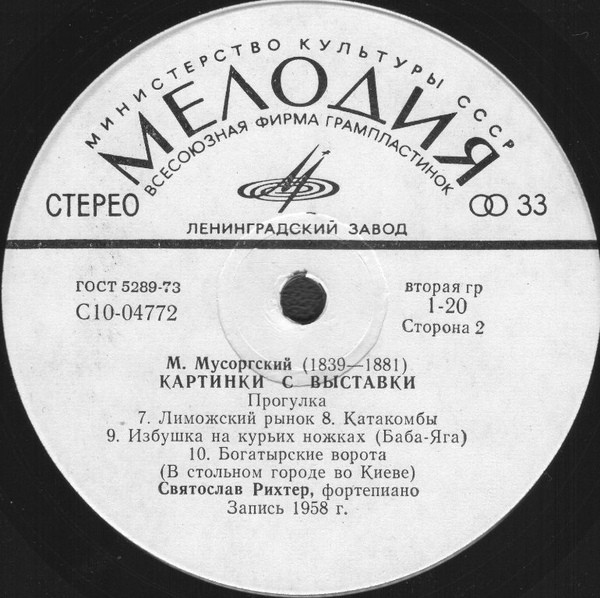 МИНИСТЕРСТВО КУЛЬТУРЫ СССР
МЕЛОДИЯ
ВСЕСОЮЗНАЯ ФИРМА ГРАМПЛАСТИНОК
СТЕРЕО
33
ЛЕНИНГРАДСКИЙ ЗАВОД
ГОСТ 5289-73
С10-04772
вторая гр
1-20
Сторона 2
М. Мусоргский (1839—1881)
КАРТИНКИ С ВЫСТАВКИ
Прогулка
7. Лиможский рынок 8. Катакомбы
9. Избушка на курьих ножках (Баба-Яга)
10. Богатырские ворота
(В стольном городе во Киеве)
Святослав Рихтер, фортепиано
Запись 1958 г.